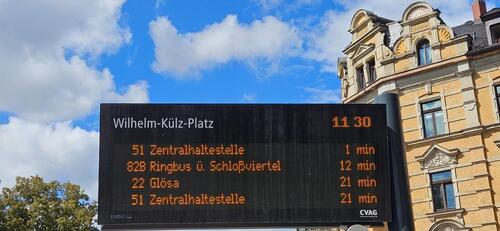 Wilhelm-Külz-Platz 11 30
51 Zentralhaltestelle 1 min
82B Ringbus ü. Schloßviertel 12 min
22 Glösa 21 min
51 Zentralhaltestelle 21 min
CVAG